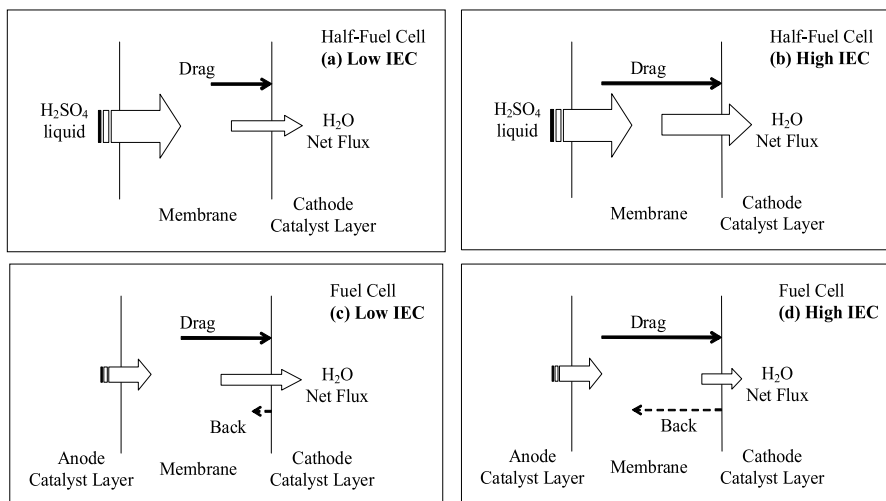 Half-Fuel Cell
(a) Low IEC
Drag
H₂SO₄
liquid
H₂O
Net Flux
Membrane
Cathode
Catalyst Layer
Half-Fuel Cell
(b) High IEC
Drag
H₂SO₄
liquid
H₂O
Net Flux
Membrane
Cathode
Catalyst Layer
Fuel Cell
(c) Low IEC
Drag
H₂O
Net Flux
Back
Anode
Catalyst Layer
Membrane
Cathode
Catalyst Layer
Fuel Cell
(d) High IEC
Drag
H₂O
Net Flux
Back
Anode
Catalyst Layer
Membrane
Cathode
Catalyst Layer